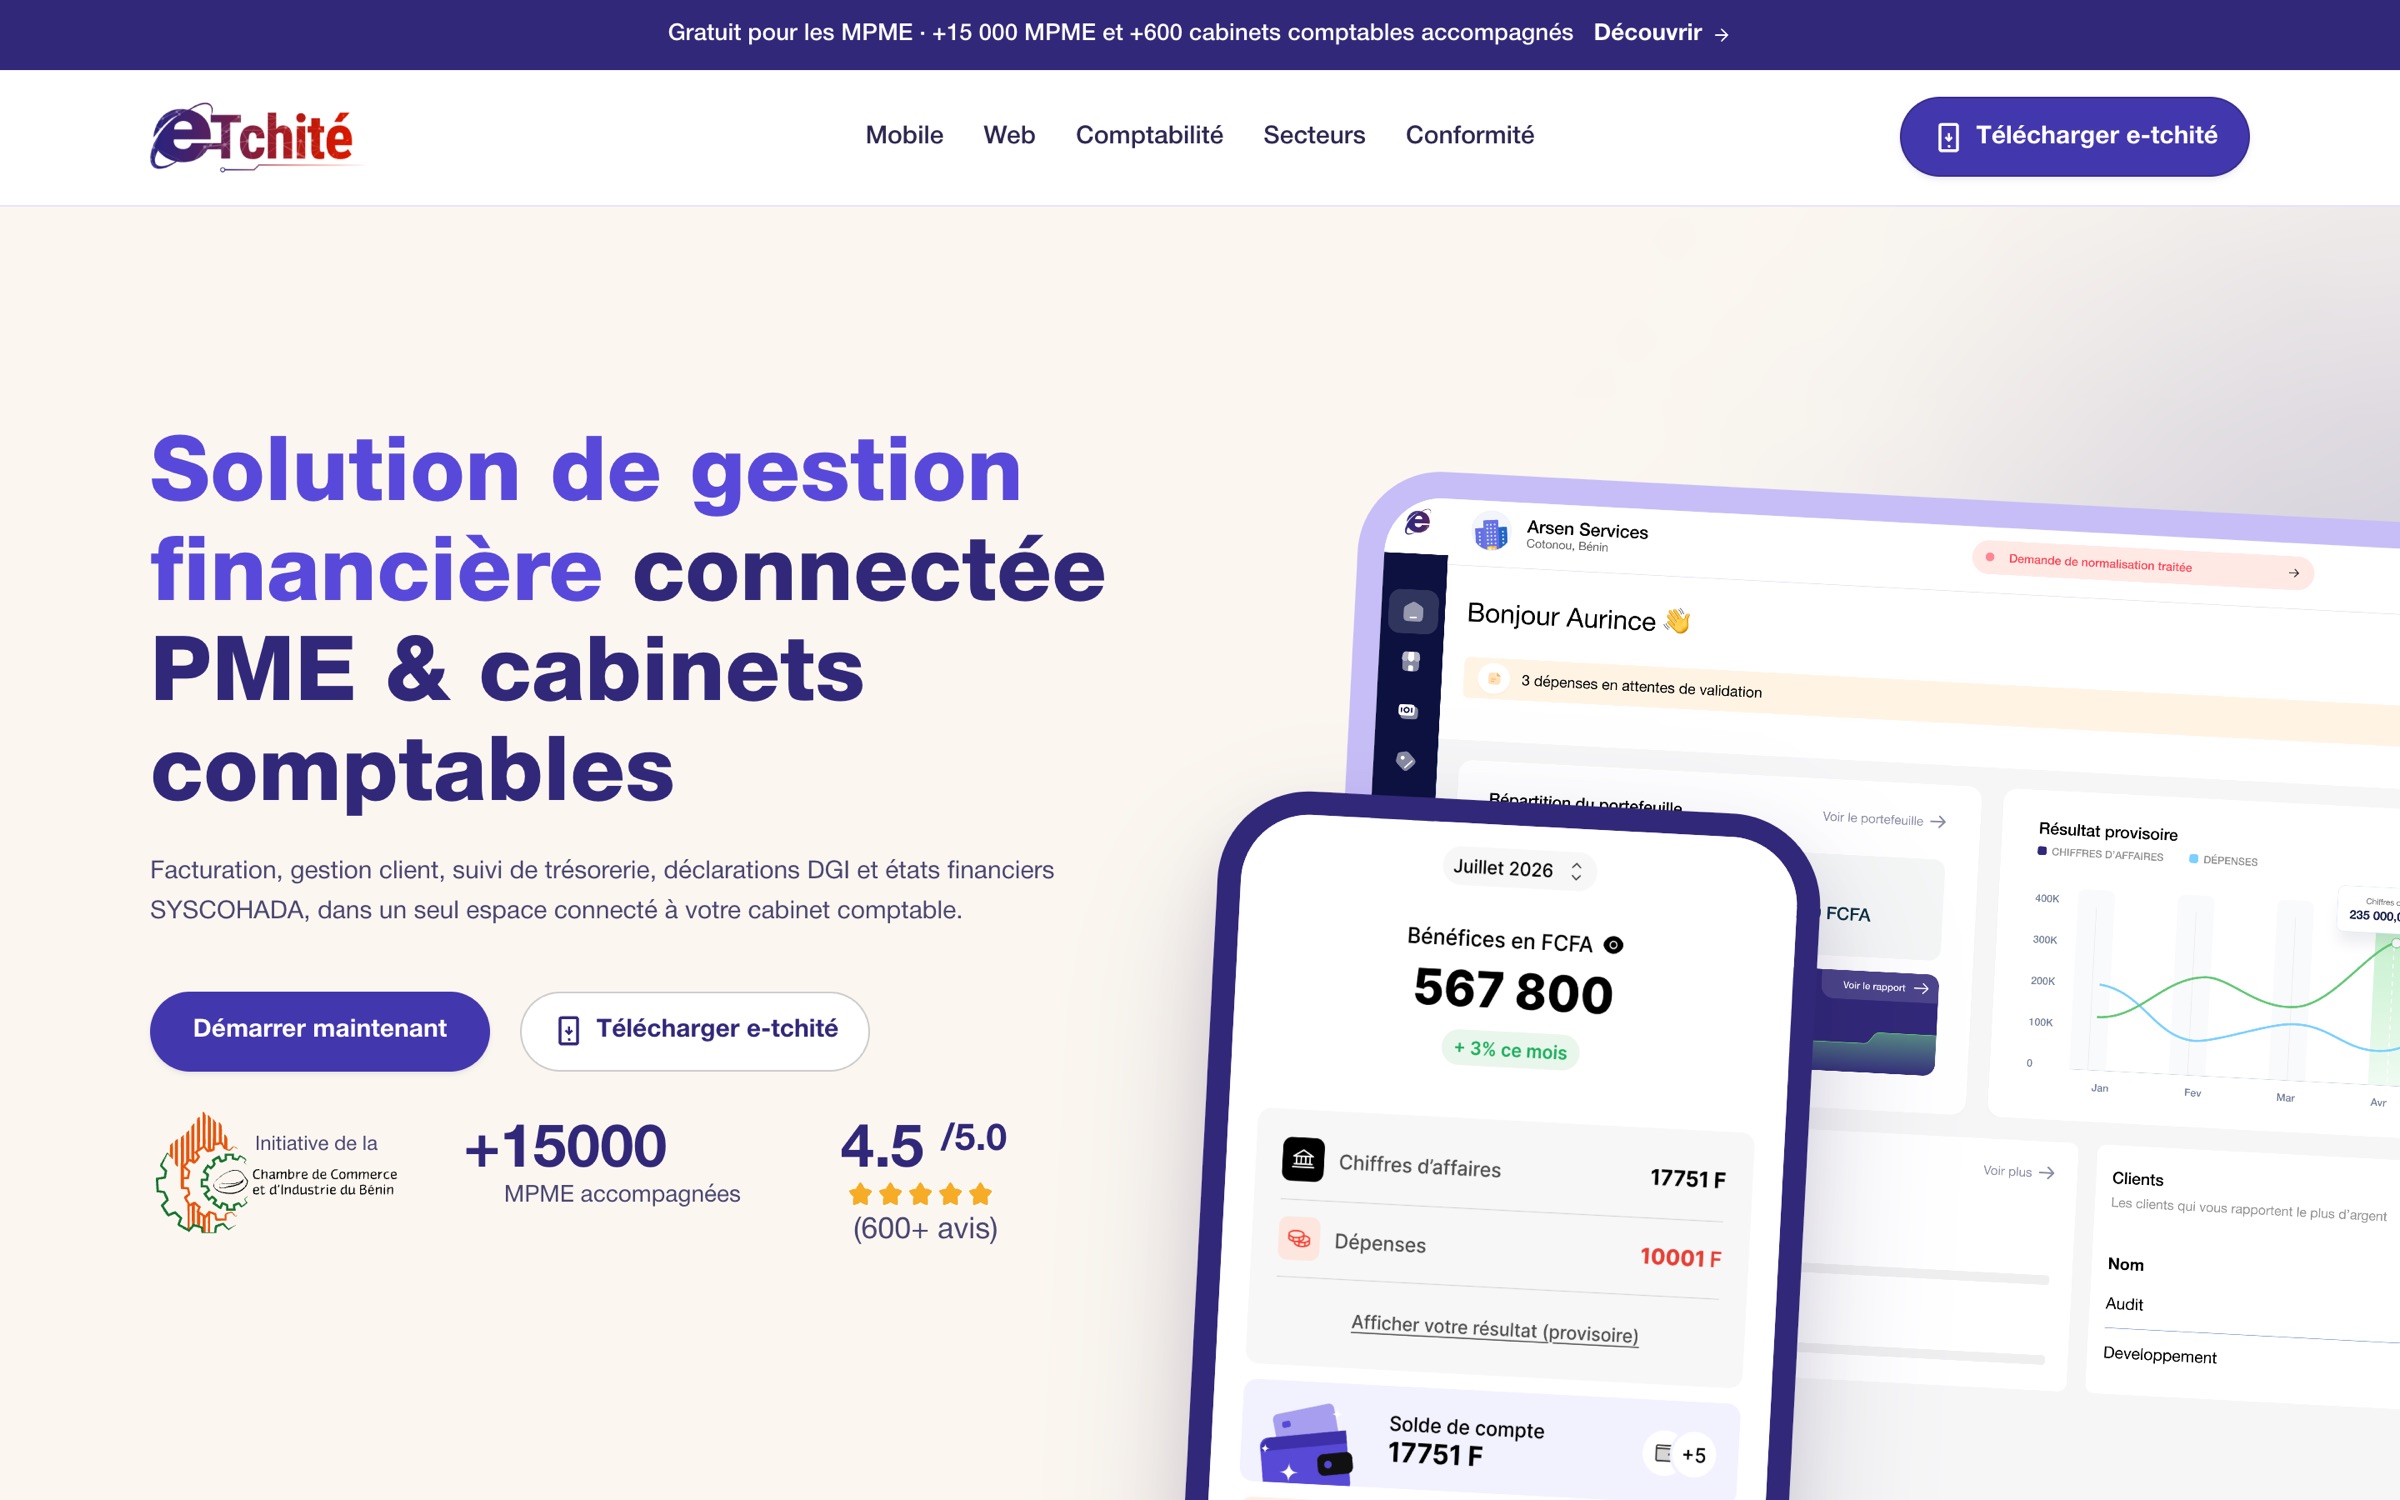 Gratuit pour les MPME · +15 000 MPME et +600 cabinets comptables accompagnés Découvrir →
eTchité
Mobile Web Comptabilité Secteurs Conformité
Télécharger e-tchité
Solution de gestion
financière connectée
PME & cabinets
comptables
Facturation, gestion client, suivi de trésorerie, déclarations DGI et états financiers
SYSCOHADA, dans un seul espace connecté à votre cabinet comptable.
Démarrer maintenant
Télécharger e-tchité
Initiative de la
Chambre de Commerce
et d'Industrie du Bénin
+15000
MPME accompagnées
4.5 /5.0
(600+ avis)
Arsen Services
Cotonou, Bénin
Demande de normalisation traitée →
Bonjour Aurince 👋
3 dépenses en attentes de validation
Répartition du portefeuille
Voir le portefeuille →
FCFA
Voir le rapport →
Résultat provisoire
CHIFFRES D'AFFAIRES DÉPENSES
400K
300K
200K
100K
0
Jan Fev Mar Avr
Chiffres
235 000,
Voir plus →
Clients
Les clients qui vous rapportent le plus d'argent
Nom
Audit
Developpement
Juillet 2026
Bénéfices en FCFA
567 800
+ 3% ce mois
Chiffres d'affaires 17751 F
Dépenses 10001 F
Afficher votre résultat (provisoire)
Solde de compte
17751 F
+5